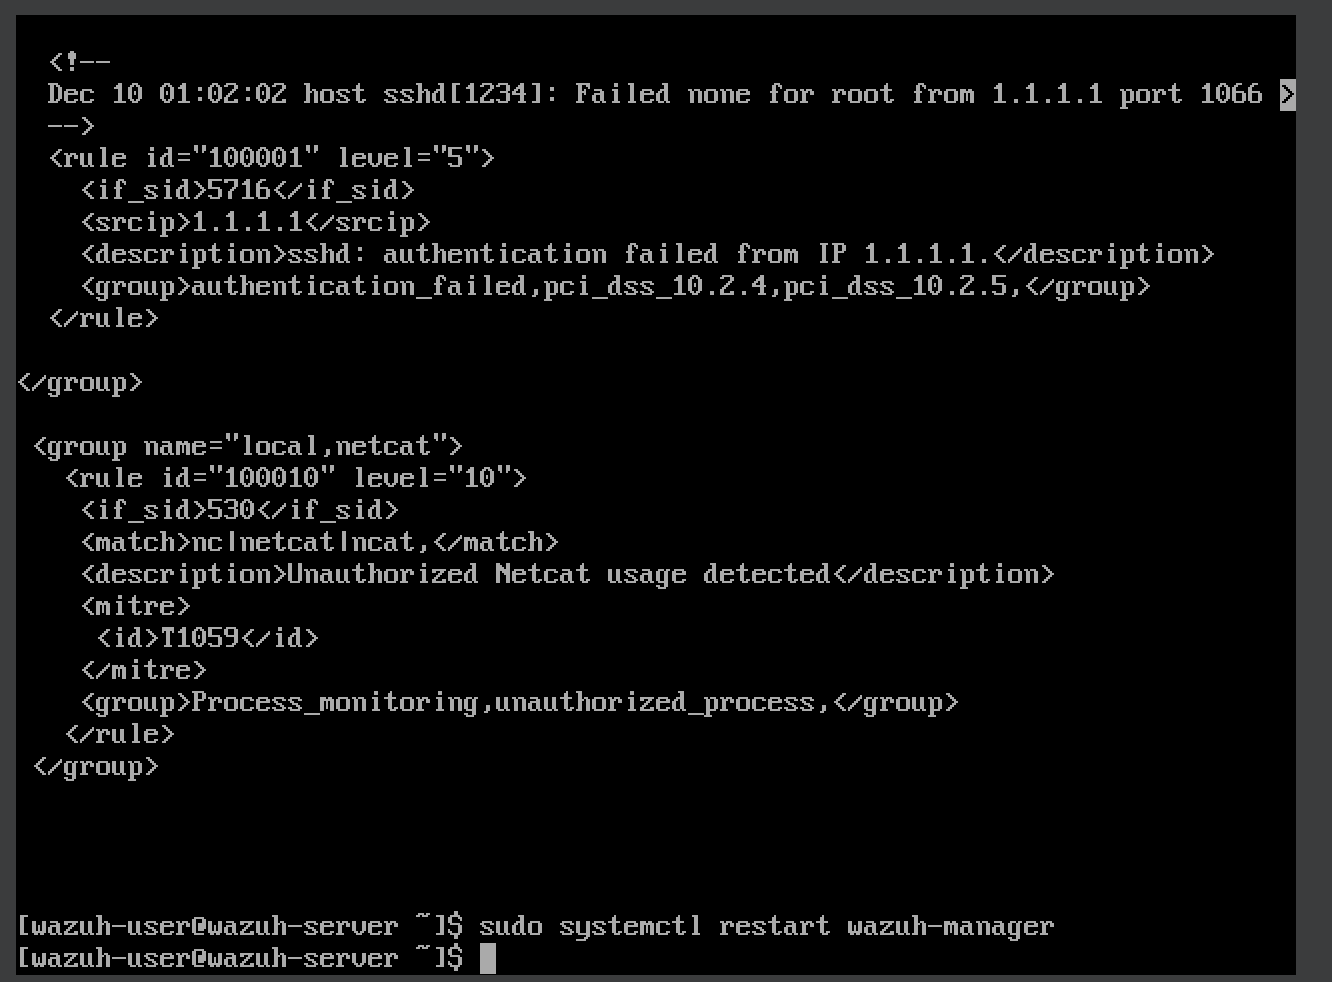 <!--
Dec 10 01:02:02 host sshd[1234]: Failed none for root from 1.1.1.1 port 1066 >
-->
<rule id="100001" level="5">
<if_sid>5716</if_sid>
<srcip>1.1.1.1</srcip>
<description>sshd: authentication failed from IP 1.1.1.1.</description>
<group>authentication_failed,pci_dss_10.2.4,pci_dss_10.2.5,</group>
</rule>
</group>
<group name="local,netcat">
<rule id="100010" level="10">
<if_sid>530</if_sid>
<match>nc|netcat|ncat,</match>
<description>Unauthorized Netcat usage detected</description>
<mitre>
<id>T1059</id>
</mitre>
<group>Process_monitoring,unauthorized_process,</group>
</rule>
</group>
[wazuh-user@wazuh-server ~]$ sudo systemctl restart wazuh-manager
[wazuh-user@wazuh-server ~]$